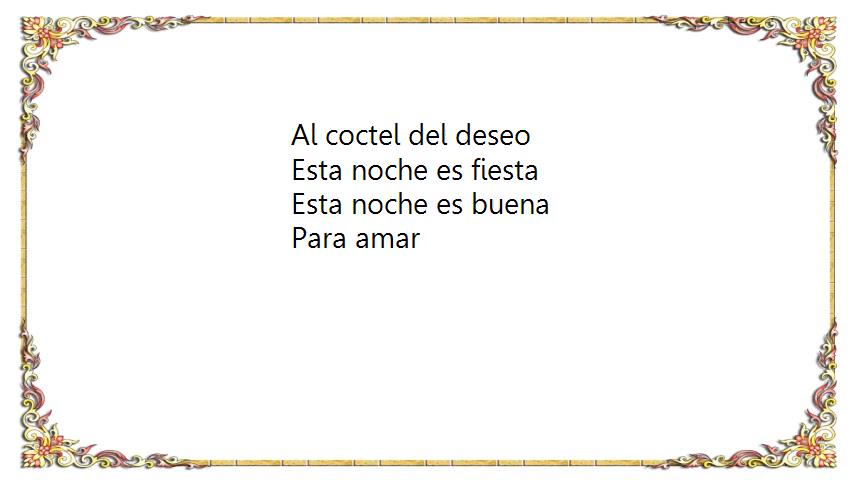 Al coctel del deseo
Esta noche es fiesta
Esta noche es buena
Para amar